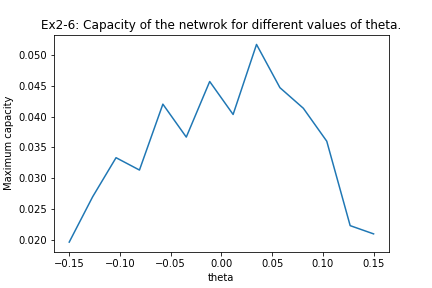 Ex2-6: Capacity of the netwrok for different values of theta.
Maximum capacity
0.050
0.045
0.040
0.035
0.030
0.025
0.020
−0.15 −0.10 −0.05 0.00 0.05 0.10 0.15
theta